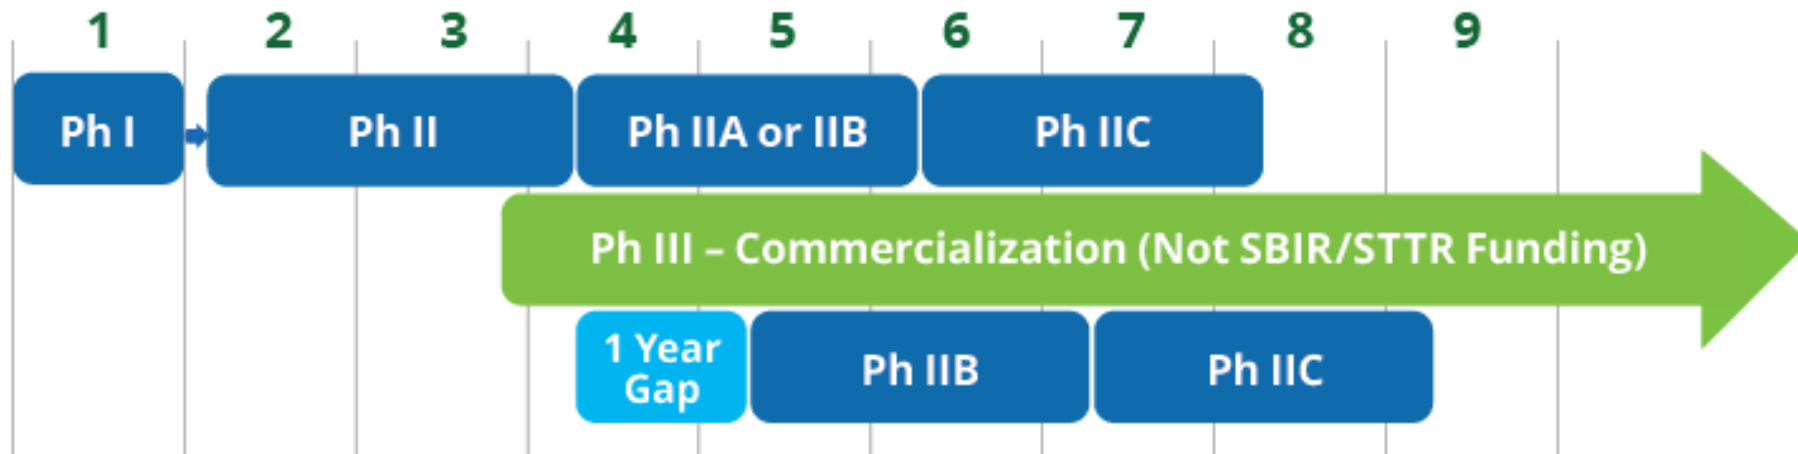 1 2 3 4 5 6 7 8 9
Ph I Ph II Ph IIA or IIB Ph IIC
Ph III – Commercialization (Not SBIR/STTR Funding)
1 Year
Gap
Ph IIB Ph IIC